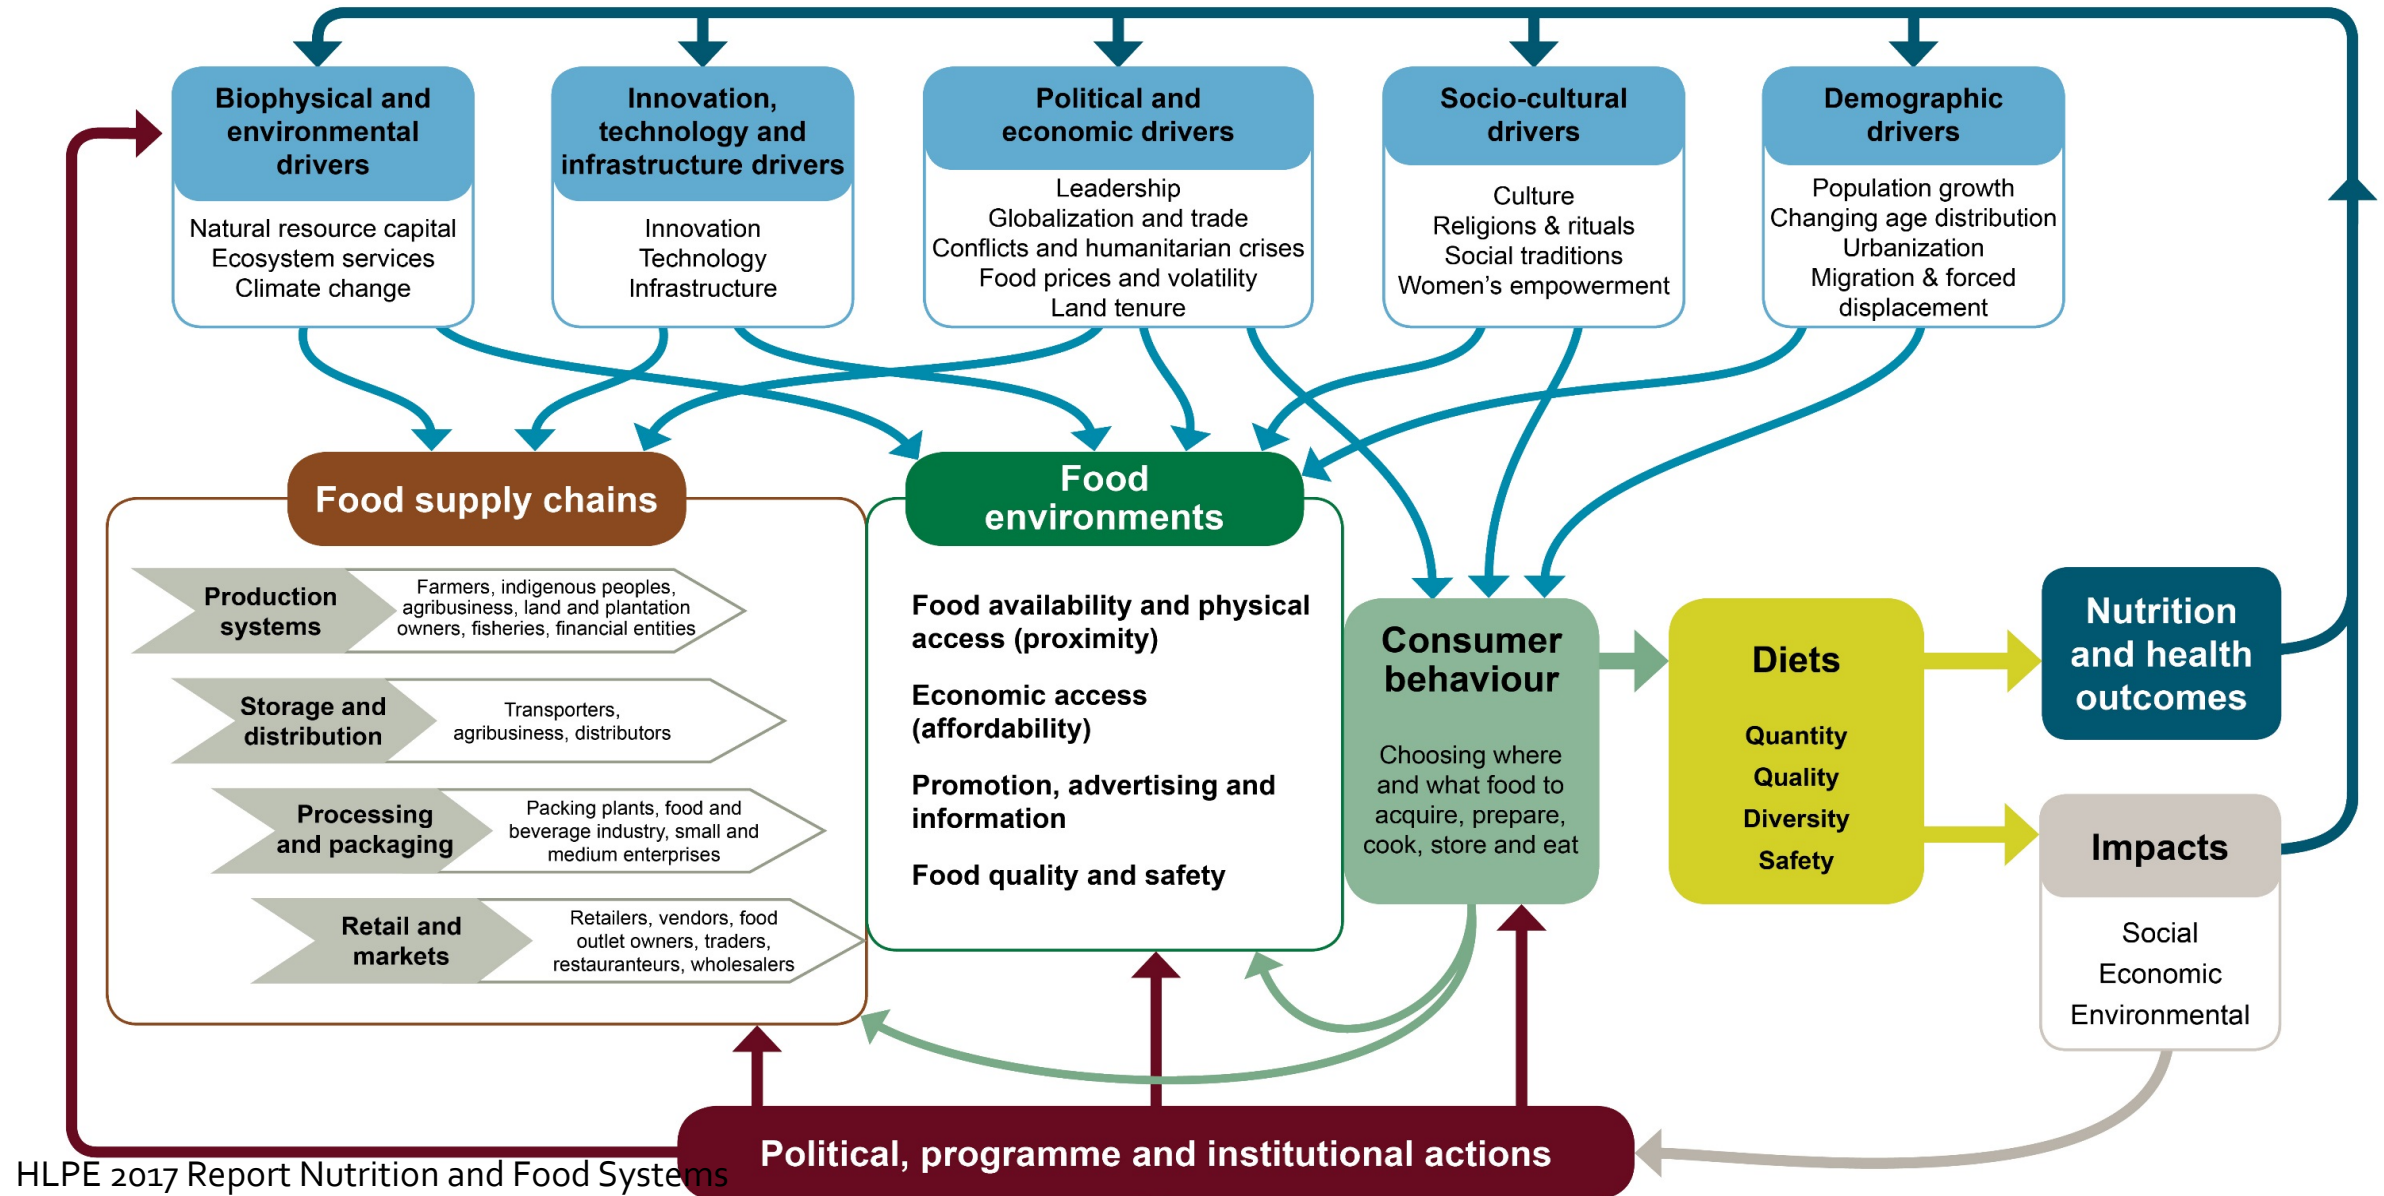 Biophysical and
environmental
drivers
Natural resource capital
Ecosystem services
Climate change
Innovation,
technology and
infrastructure drivers
Innovation
Technology
Infrastructure
Political and
economic drivers
Leadership
Globalization and trade
Conflicts and humanitarian crises
Food prices and volatility
Land tenure
Socio-cultural
drivers
Culture
Religions & rituals
Social traditions
Women's empowerment
Demographic
drivers
Population growth
Changing age distribution
Urbanization
Migration & forced
displacement
Food supply chains
Production
systems
Farmers, indigenous peoples,
agribusiness, land and plantation
owners, fisheries, financial entities
Storage and
distribution
Transporters,
agribusiness, distributors
Processing
and packaging
Packing plants, food and
beverage industry, small and
medium enterprises
Retail and
markets
Retailers, vendors, food
outlet owners, traders,
restauranteurs, wholesalers
Food
environments
Food availability and physical
access (proximity)
Economic access
(affordability)
Promotion, advertising and
information
Food quality and safety
Consumer
behaviour
Choosing where
and what food to
acquire, prepare,
cook, store and eat
Diets
Quantity
Quality
Diversity
Safety
Nutrition
and health
outcomes
Impacts
Social
Economic
Environmental
Political, programme and institutional actions
HLPE 2017 Report Nutrition and Food Systems